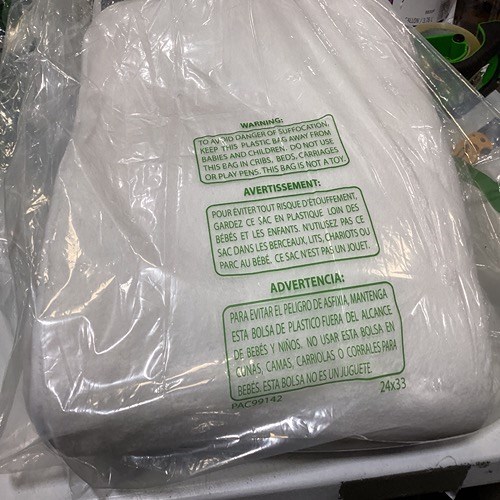 WARNING:
TO AVOID DANGER OF SUFFOCATION,
KEEP THIS PLASTIC BAG AWAY FROM
BABIES AND CHILDREN. DO NOT USE
THIS BAG IN CRIBS, BEDS, CARRIAGES
OR PLAY PENS. THIS BAG IS NOT A TOY.
AVERTISSEMENT:
POUR ÉVITER TOUT RISQUE D'ÉTOUFFEMENT,
GARDEZ CE SAC EN PLASTIQUE LOIN DES
BÉBÉS ET LES ENFANTS. N'UTILISEZ PAS CE
SAC DANS LES BERCEAUX, LITS, CHARIOTS OU
PARC AU BÉBÉ. CE SAC N'EST PAS UN JOUET.
ADVERTENCIA:
PARA EVITAR EL PELIGRO DE ASFIXIA, MANTENGA
ESTA BOLSA DE PLASTICO FUERA DEL ALCANCE
DE BEBÉS Y NIÑOS. NO USAR ESTA BOLSA EN
CUNAS, CAMAS, CARRIOLAS O CORRALES PARA
BEBÉS. ESTA BOLSA NO ES UN JUGUETE
PAC99142 24x33